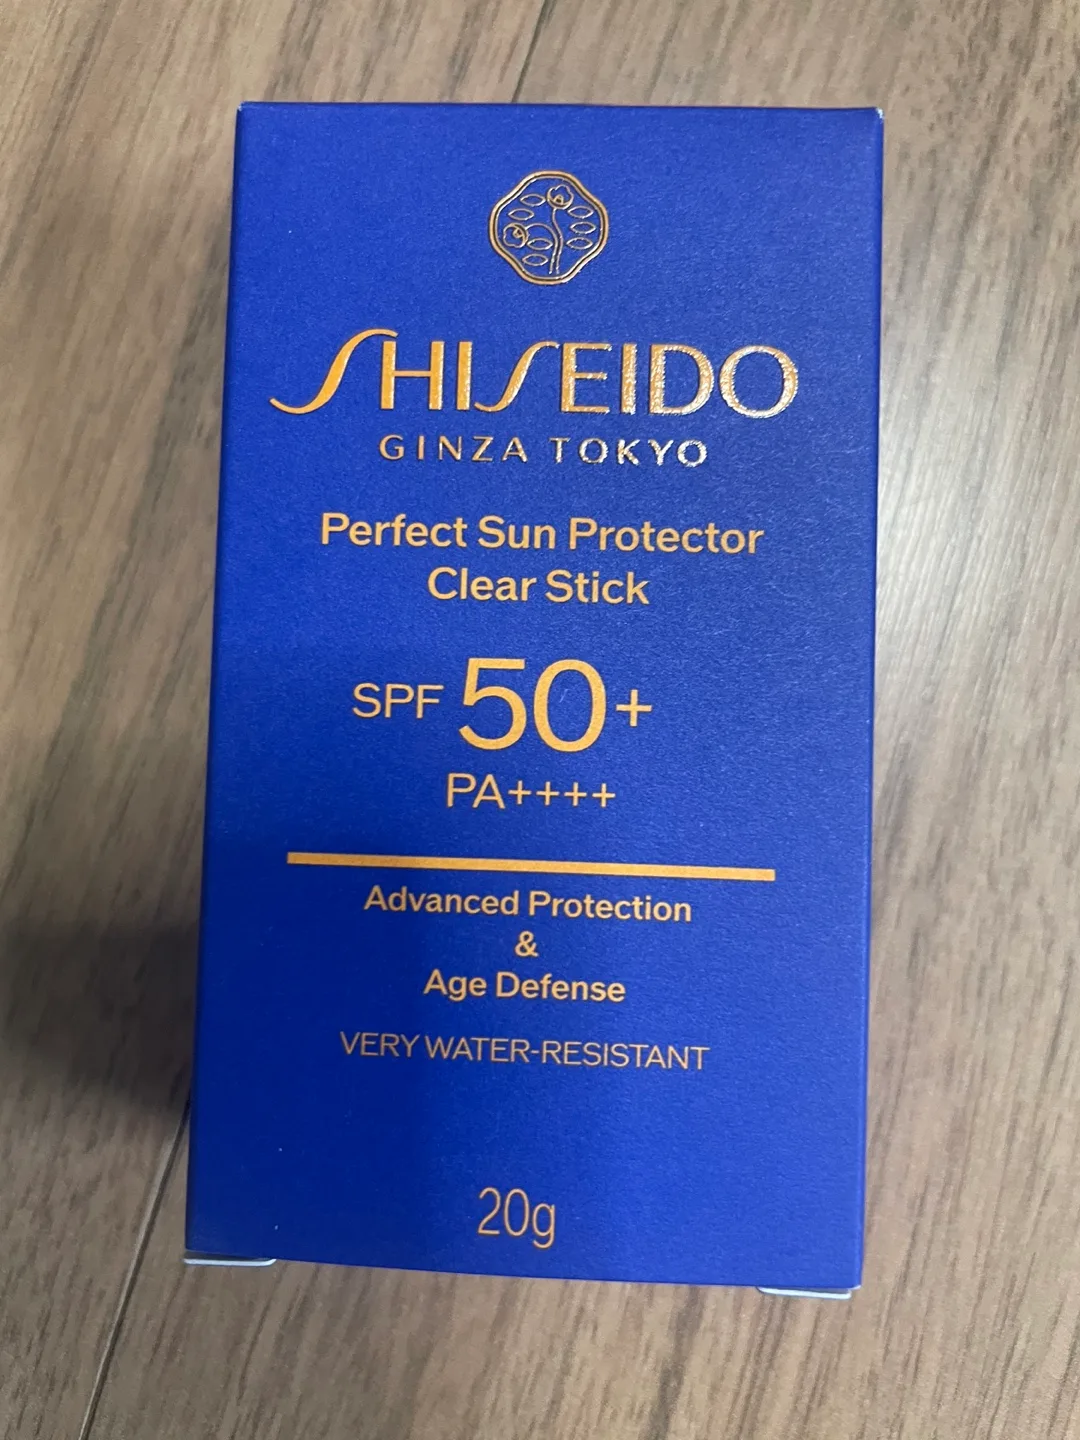 SHISEIDO
GINZA TOKYO
Perfect Sun Protector
Clear Stick
SPF 50+
PA++++
Advanced Protection
&
Age Defense
VERY WATER-RESISTANT
20g